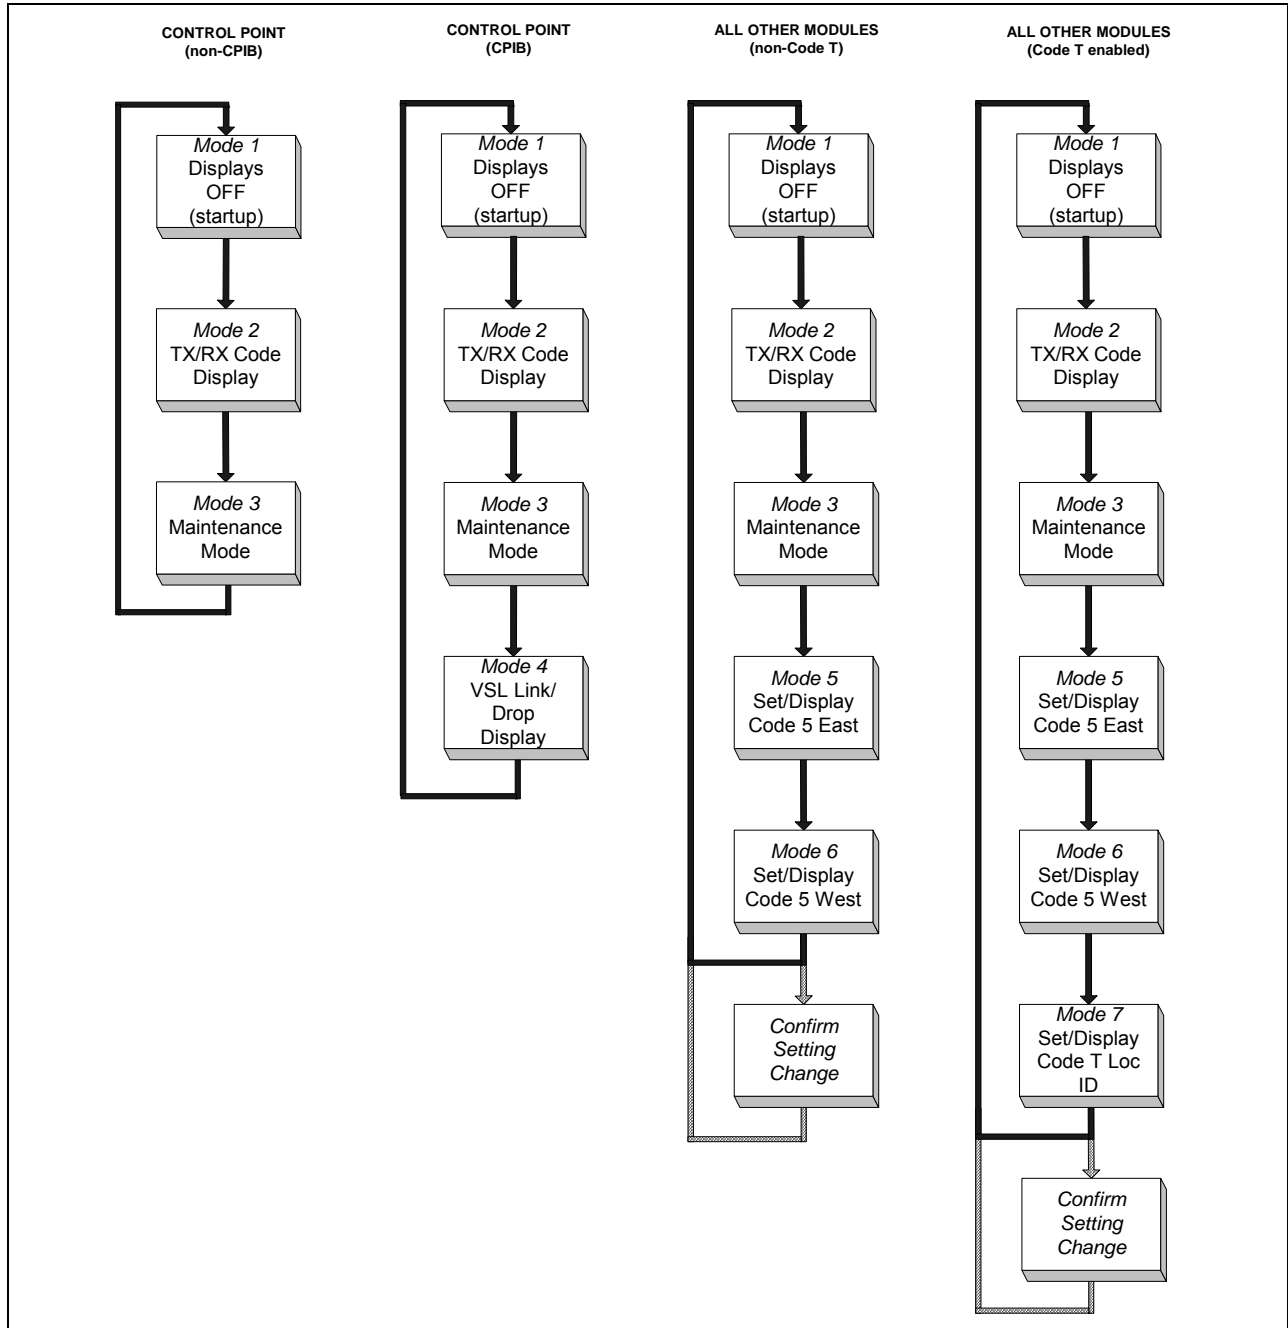 CONTROL POINT
(non-CPIB)
Mode 1
Displays
OFF
(startup)
Mode 2
TX/RX Code
Display
Mode 3
Maintenance
Mode
CONTROL POINT
(CPIB)
Mode 1
Displays
OFF
(startup)
Mode 2
TX/RX Code
Display
Mode 3
Maintenance
Mode
Mode 4
VSL Link/
Drop
Display
ALL OTHER MODULES
(non-Code T)
Mode 1
Displays
OFF
(startup)
Mode 2
TX/RX Code
Display
Mode 3
Maintenance
Mode
Mode 5
Set/Display
Code 5 East
Mode 6
Set/Display
Code 5 West
Confirm
Setting
Change
ALL OTHER MODULES
(Code T enabled)
Mode 1
Displays
OFF
(startup)
Mode 2
TX/RX Code
Display
Mode 3
Maintenance
Mode
Mode 5
Set/Display
Code 5 East
Mode 6
Set/Display
Code 5 West
Mode 7
Set/Display
Code T Loc
ID
Confirm
Setting
Change